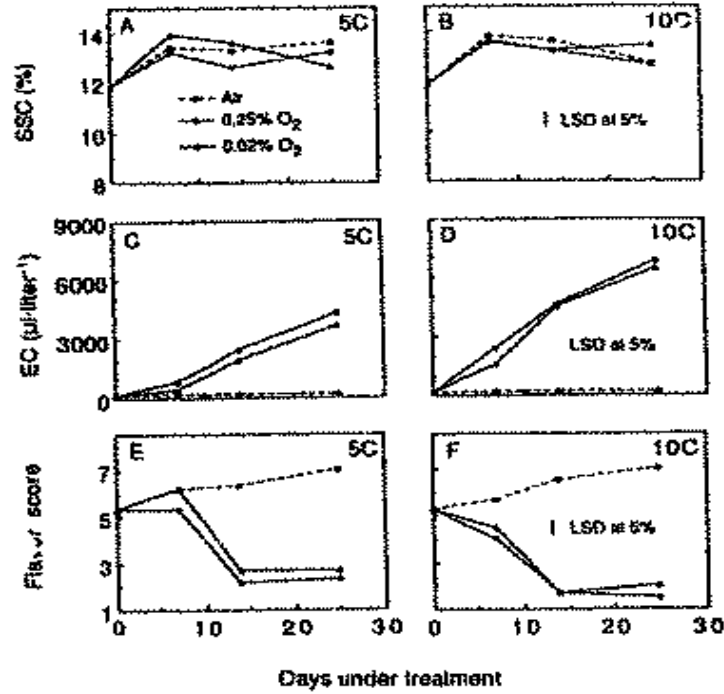 A 5C
B 10C
14
12
10
8
SSC (%)
Air
0.25% O₂
0.02% O₂
LSD at 5%
C 5C
D 10C
9000
6000
3000
0
EC (µl·liter⁻¹)
LSD at 5%
E 5C
F 10C
7
5
3
1
score
LSD at 5%
0 10 20 30
0 10 20 30
Days under treatment